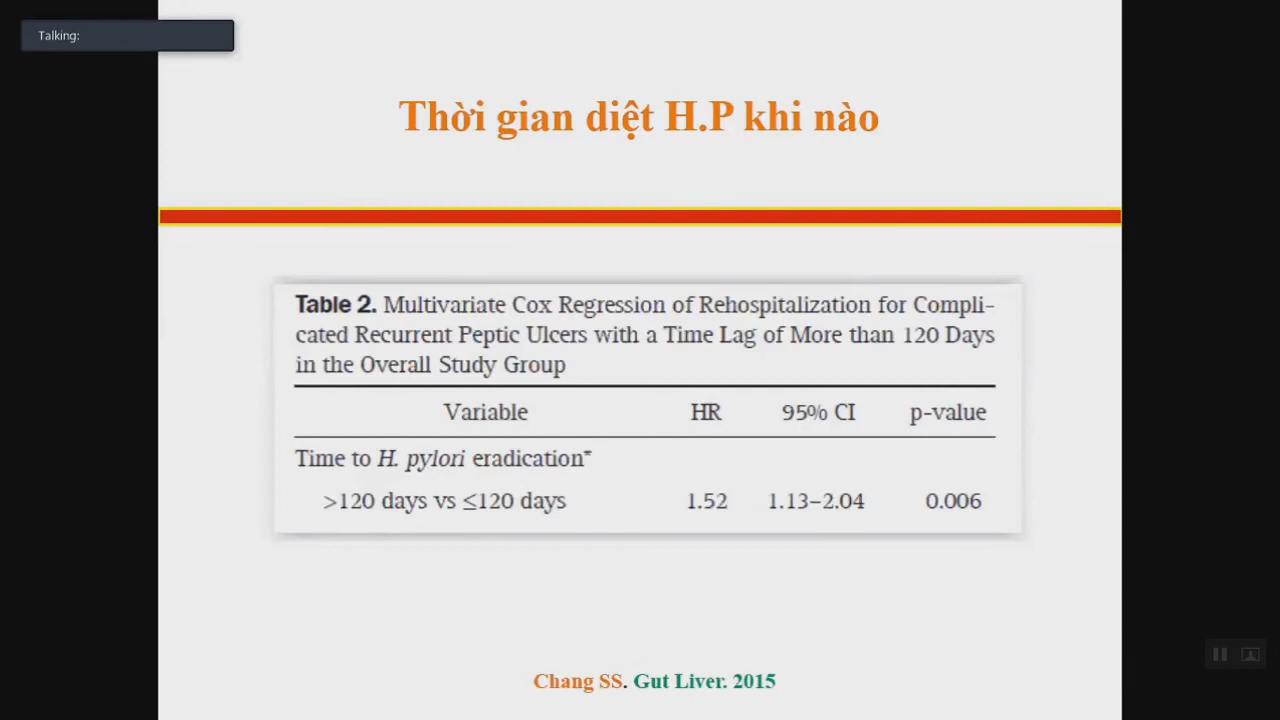 Talking:
Thời gian diệt H.P khi nào
Table 2. Multivariate Cox Regression of Rehospitalization for Compli-
cated Recurrent Peptic Ulcers with a Time Lag of More than 120 Days
in the Overall Study Group
Variable HR 95% CI p-value
Time to H. pylori eradication*
>120 days vs ≤120 days 1.52 1.13–2.04 0.006
Chang SS. Gut Liver. 2015